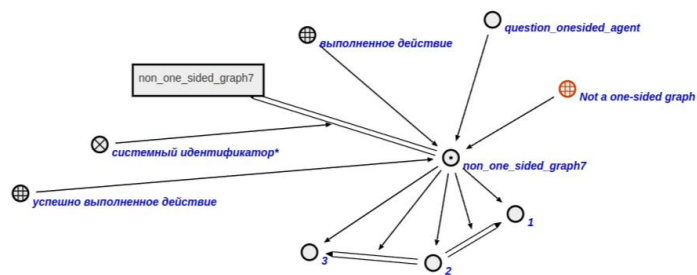 question_onesided_agent
выполненное действие
non_one_sided_graph7
Not a one-sided graph
системный идентификатор*
non_one_sided_graph7
успешно выполненное действие
1
3
2